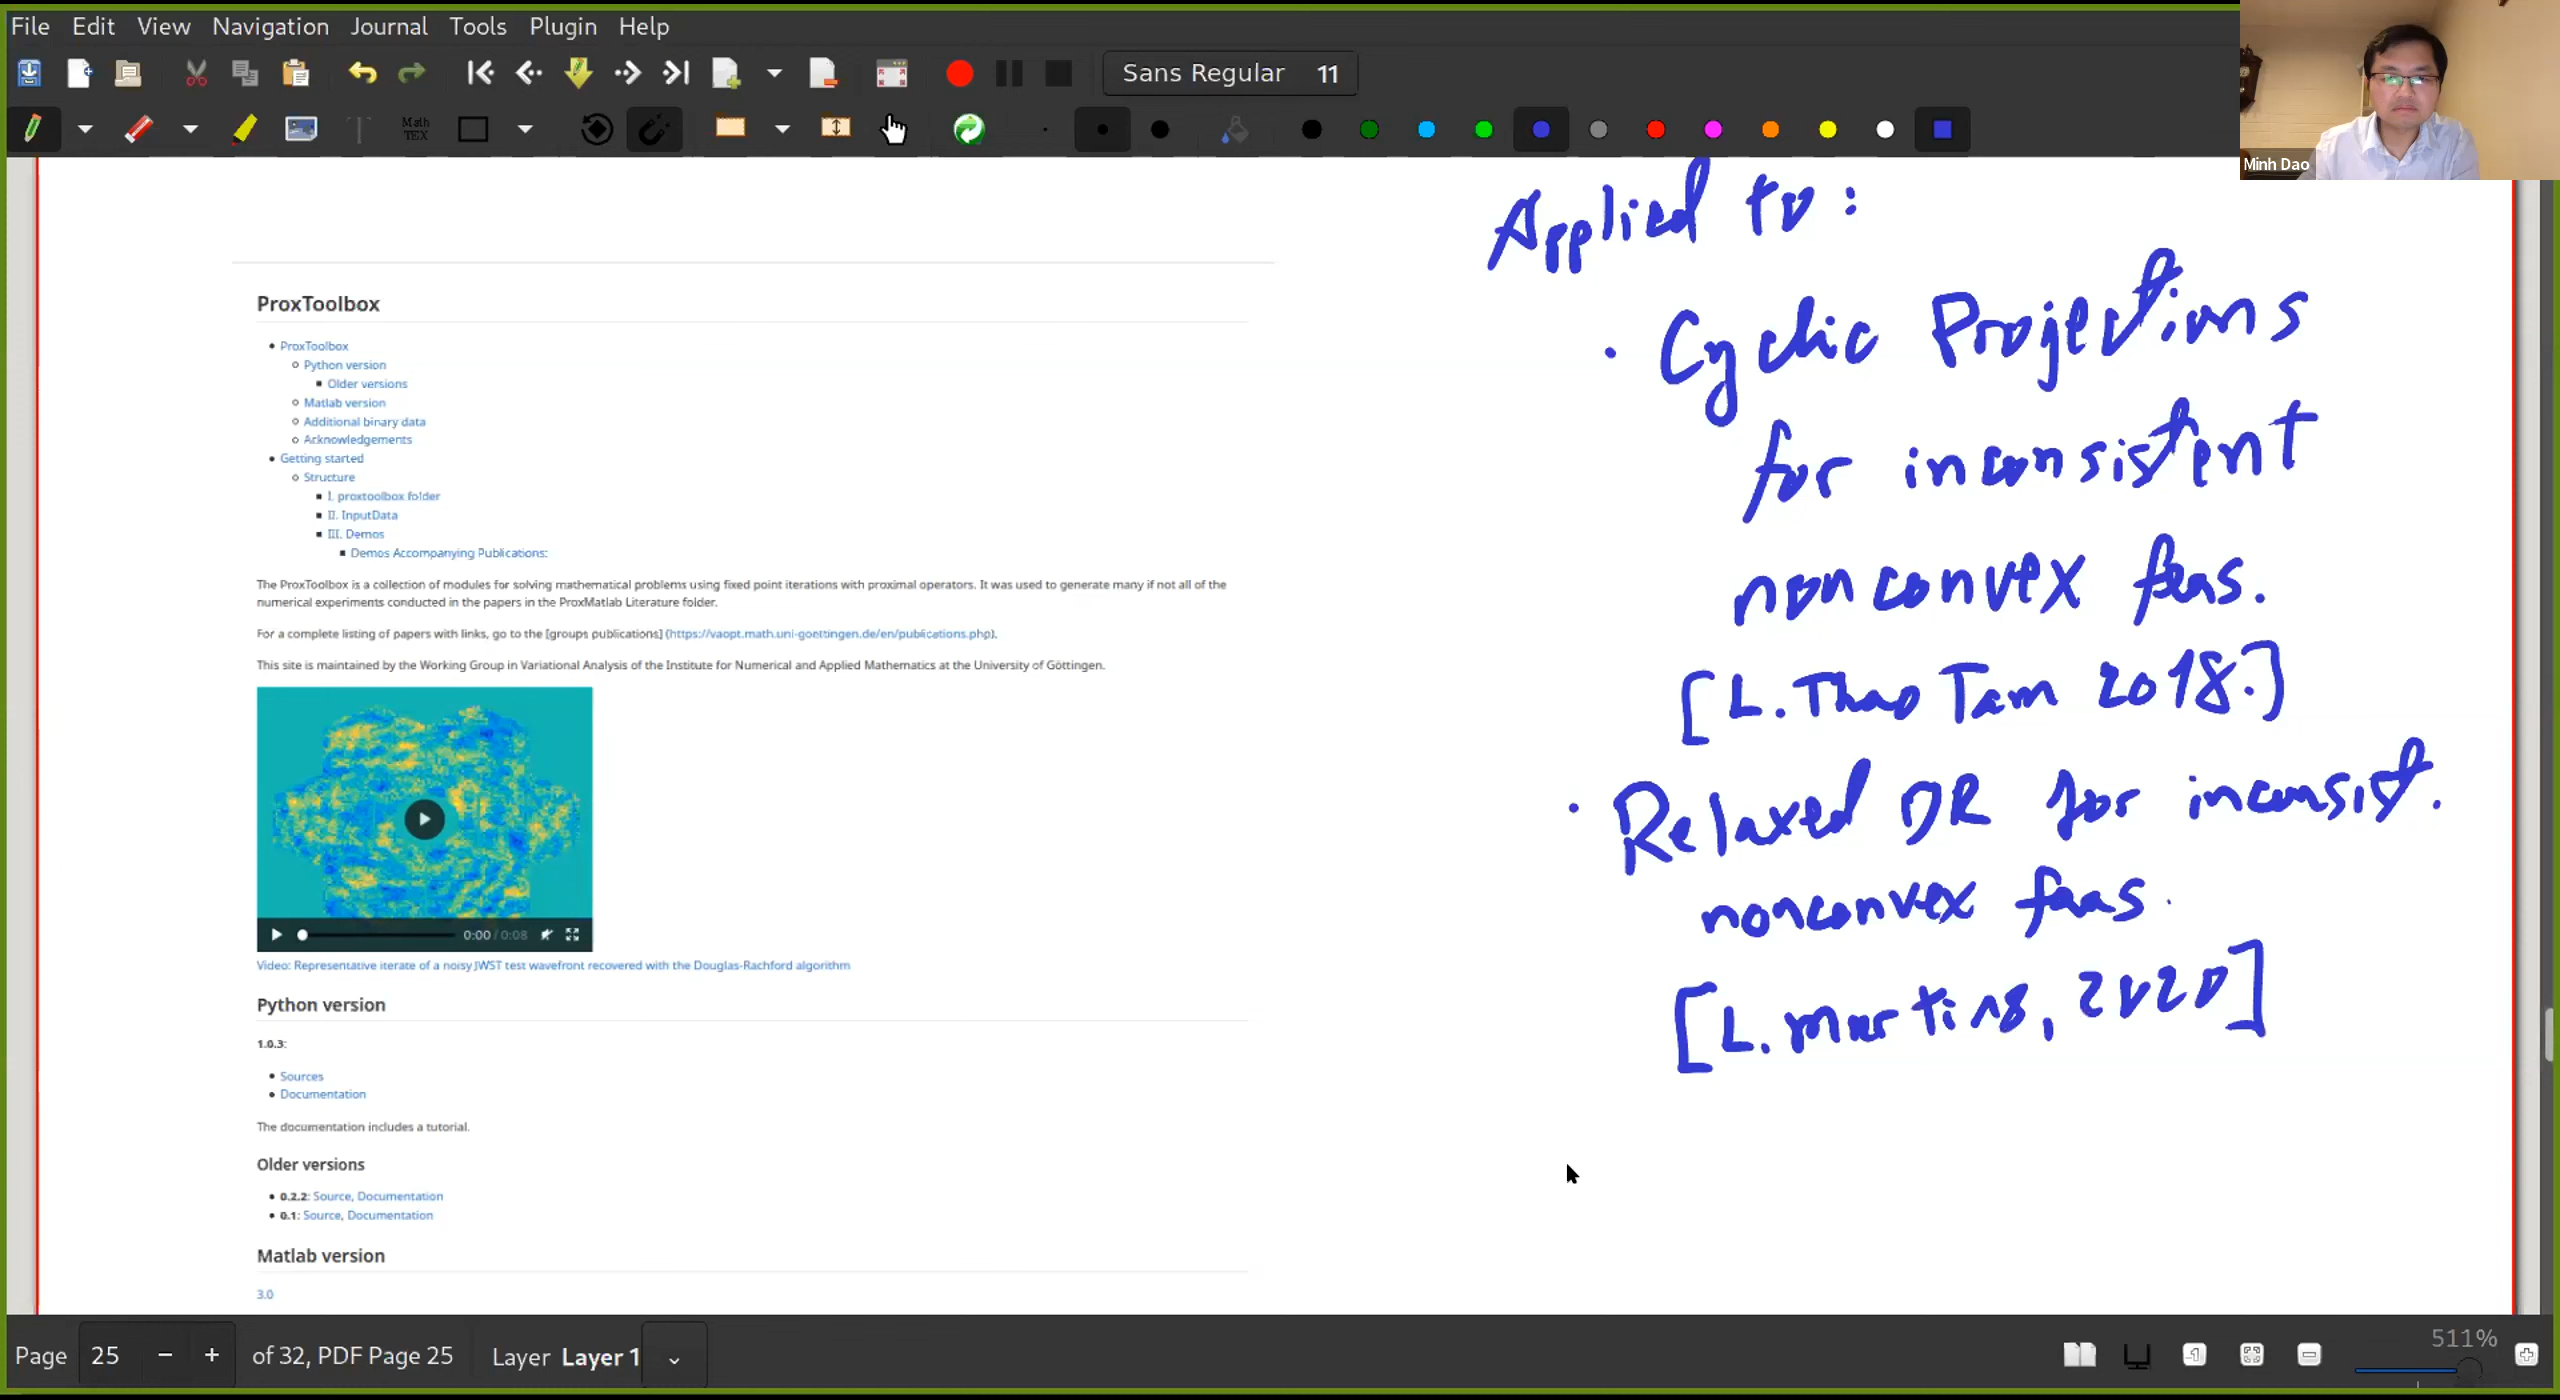 File Edit View Navigation Journal Tools Plugin Help
Sans Regular 11
Math
TEX
Minh Dao
ProxToolbox
• ProxToolbox
Python version
Older versions
Matlab version
Additional binary data
Acknowledgements
• Getting started
Structure
I. proxtoolbox folder
II. InputData
III. Demos
Demos Accompanying Publications:
The ProxToolbox is a collection of modules for solving mathematical problems using fixed point iterations with proximal operators. It was used to generate many if not all of the
numerical experiments conducted in the papers in the ProxMatlab Literature folder.
For a complete listing of papers with links, go to the [groups publications] (https://vaopt.math.uni-goettingen.de/en/publications.php).
This site is maintained by the Working Group in Variational Analysis of the Institute for Numerical and Applied Mathematics at the University of Göttingen.
0:00 / 0:08
Video: Representative iterate of a noisy JWST test wavefront recovered with the Douglas-Rachford algorithm
Python version
1.0.3:
• Sources
• Documentation
The documentation includes a tutorial.
Older versions
• 0.2.2: Source, Documentation
• 0.1: Source, Documentation
Matlab version
3.0
Applied to:
• Cyclic Projections
for inconsistent
nonconvex feas.
[L. Thao Tam 2018.]
• Relaxed DR for inconsist.
nonconvex feas.
[L. Martins, 2020]
Page 25 − + of 32, PDF Page 25 Layer Layer 1
511%